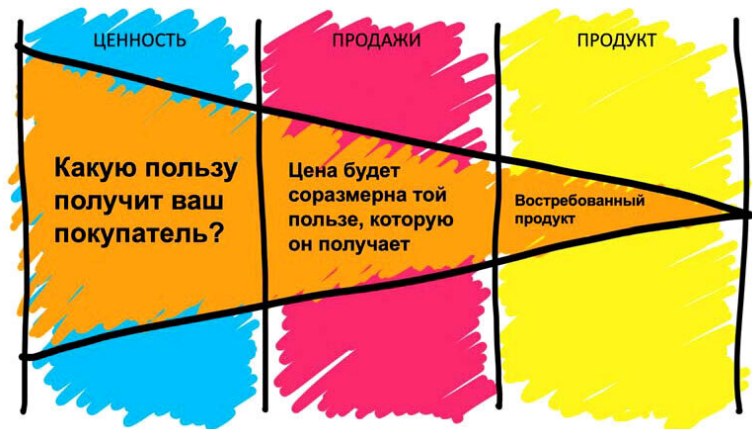 ЦЕННОСТЬ
ПРОДАЖИ
ПРОДУКТ
Какую пользу
получит ваш
покупатель?
Цена будет
соразмерна той
пользе, которую
он получает
Востребованный
продукт